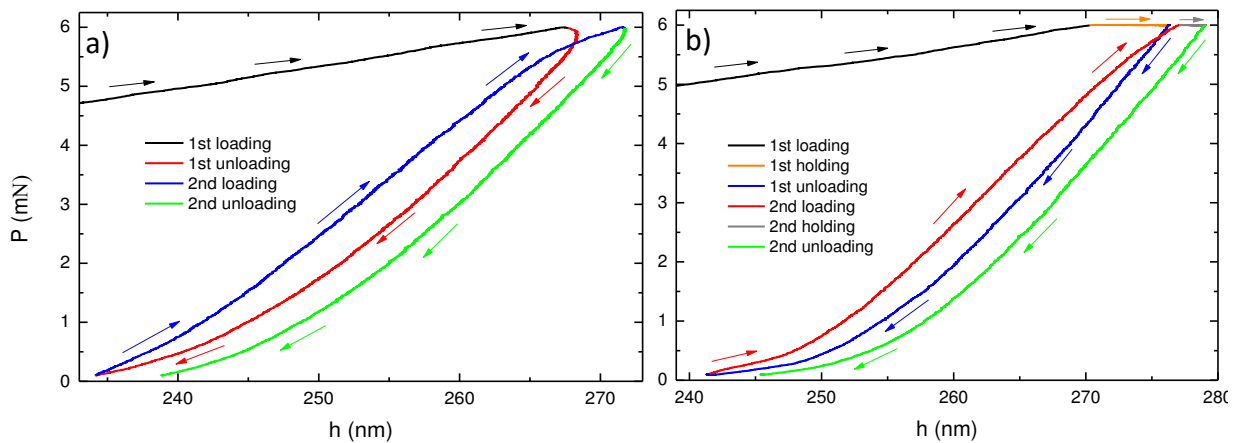 a)
6
5
4
3
2
1
0
P (mN)
1st loading
1st unloading
2nd loading
2nd unloading
240
250
260
270
h (nm)
b)
6
5
4
3
2
1
0
1st loading
1st holding
1st unloading
2nd loading
2nd holding
2nd unloading
240
250
260
270
280
h (nm)